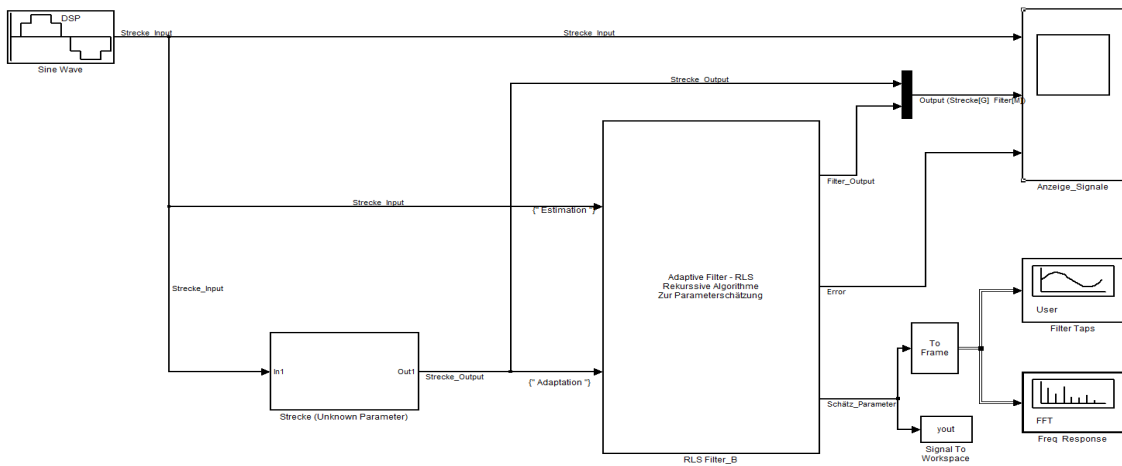 DSP
Sine Wave
Strecke_Input
Strecke_Input
Strecke_Output
Output (Strecke[G] Filter[M])
Anzeige_Signale
Filter_Output
Strecke_Input
{" Estimation "}
Adaptive Filter - RLS
Rekurssive Algorithme
Zur Parameterschätzung
Strecke_Input
Error
User
Filter Taps
To
Frame
In1
Out1
Strecke_Output
{" Adaptation "}
Strecke (Unknown Parameter)
Schätz_Parameter
yout
Signal To
Workspace
FFT
Freq Response
RLS Filter_B